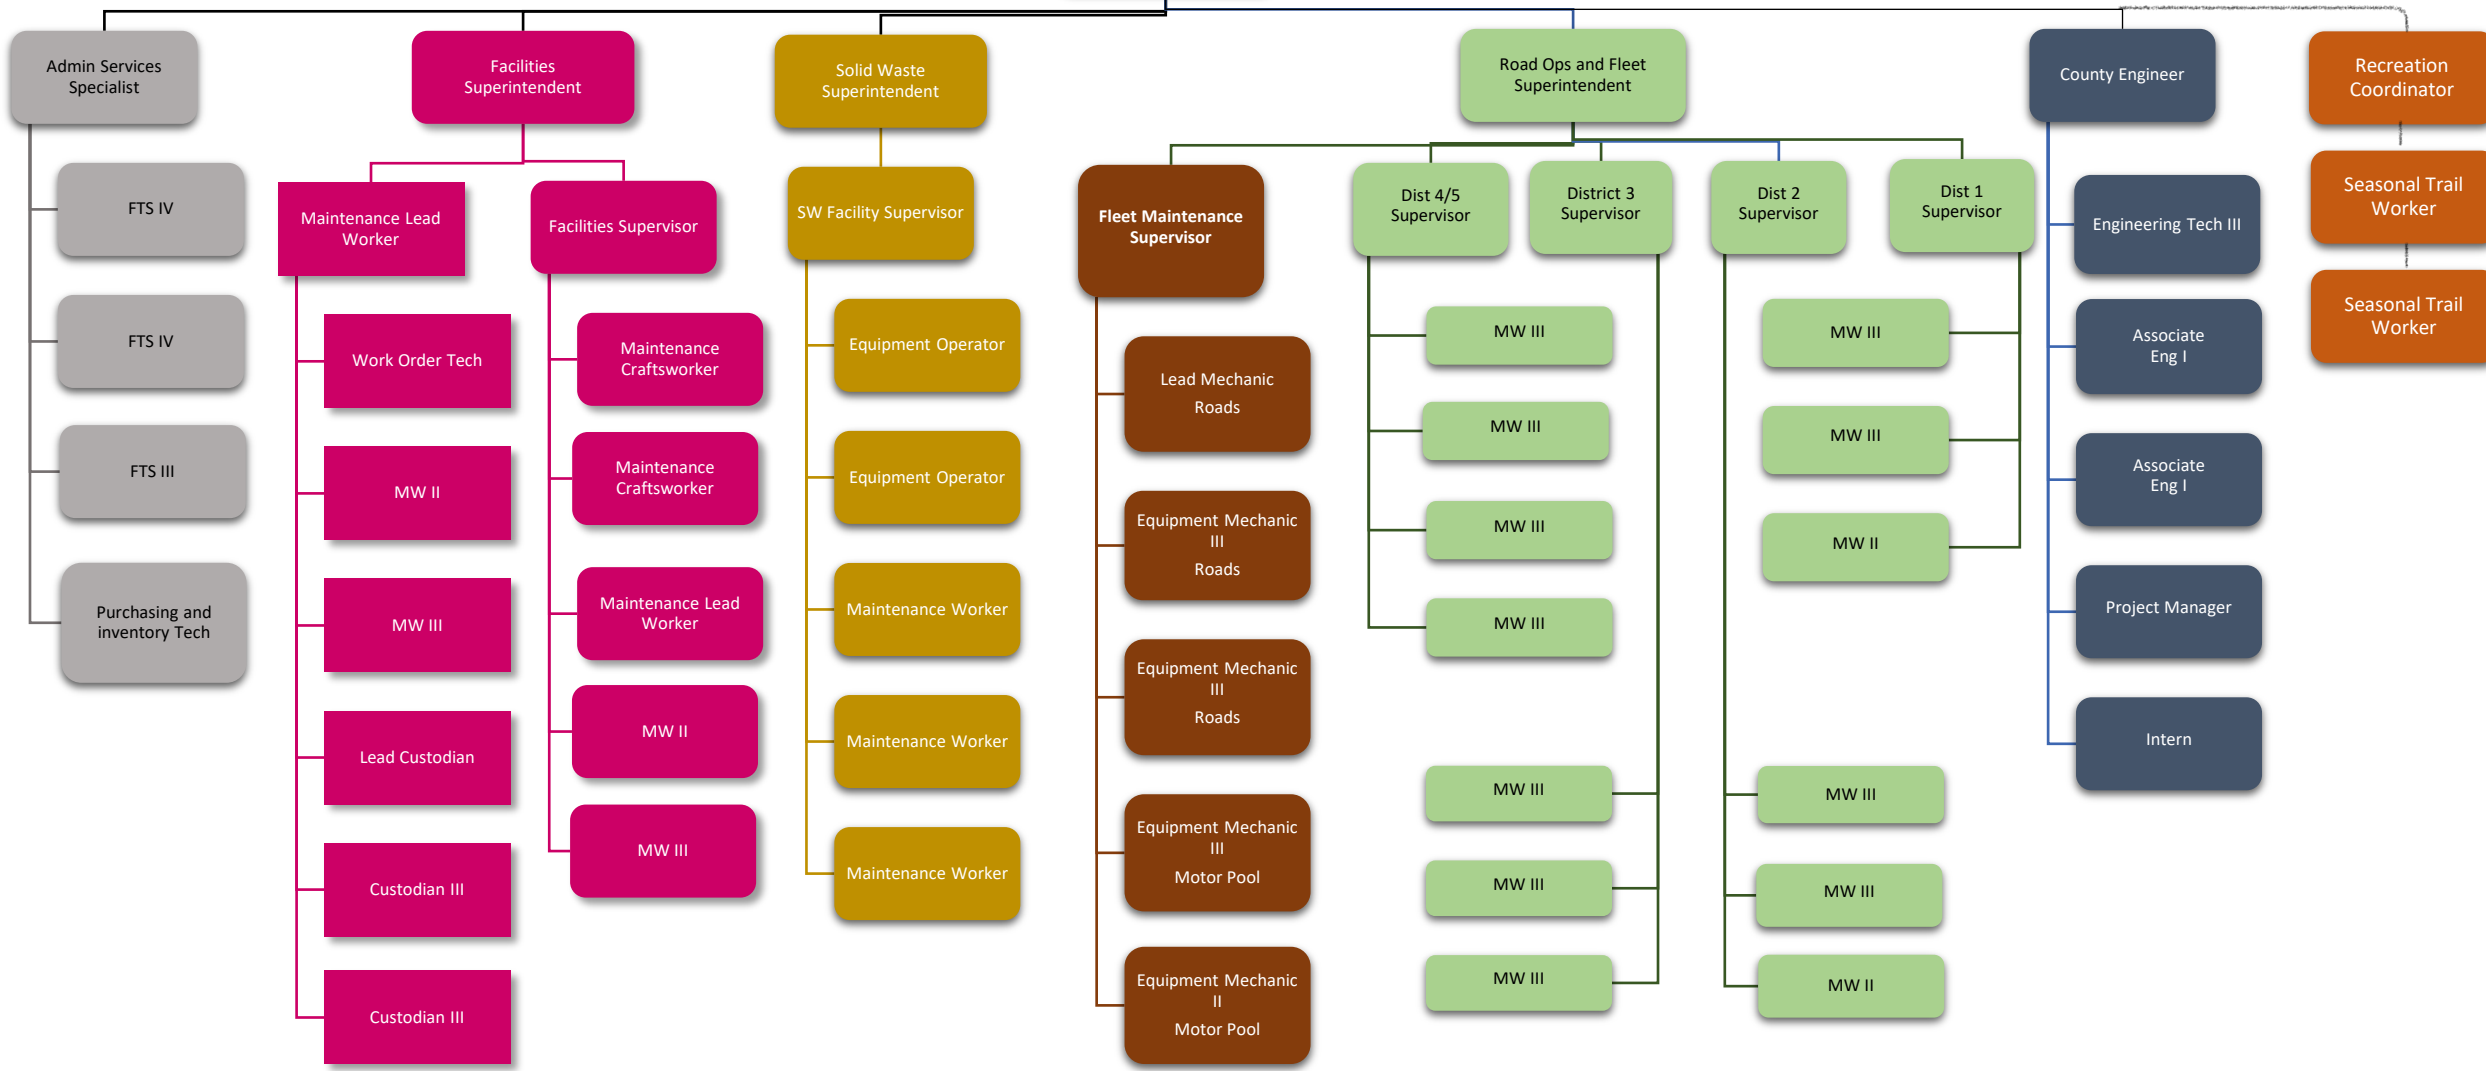 Admin Services
Specialist
FTS IV
FTS IV
FTS III
Purchasing and
inventory Tech
Facilities
Superintendent
Maintenance Lead
Worker
Work Order Tech
MW II
MW III
Lead Custodian
Custodian III
Custodian III
Facilities Supervisor
Maintenance
Craftsworker
Maintenance
Craftsworker
Maintenance Lead
Worker
MW II
MW III
Solid Waste
Superintendent
SW Facility Supervisor
Equipment Operator
Equipment Operator
Maintenance Worker
Maintenance Worker
Maintenance Worker
Road Ops and Fleet
Superintendent
Fleet Maintenance
Supervisor
Lead Mechanic
Roads
Equipment Mechanic
III
Roads
Equipment Mechanic
III
Roads
Equipment Mechanic
III
Motor Pool
Equipment Mechanic
II
Motor Pool
Dist 4/5
Supervisor
MW III
MW III
MW III
MW III
District 3
Supervisor
MW III
MW III
MW III
Dist 2
Supervisor
MW III
MW III
MW II
Dist 1
Supervisor
MW III
MW III
MW II
County Engineer
Engineering Tech III
Associate
Eng I
Associate
Eng I
Project Manager
Intern
Recreation
Coordinator
Seasonal Trail
Worker
Seasonal Trail
Worker